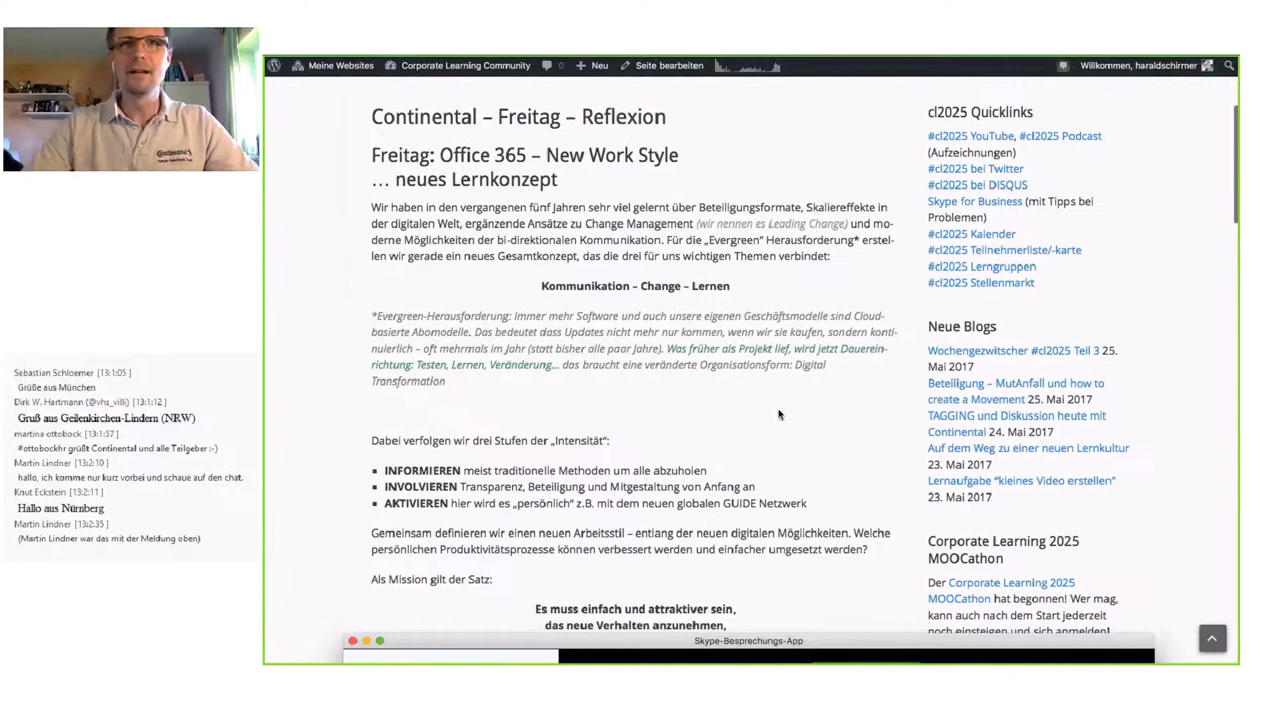 Continental
Meine Websites Corporate Learning Community 0 Neu Seite bearbeiten Willkommen, haraldschirmer
Continental – Freitag – Reflexion
Freitag: Office 365 – New Work Style
… neues Lernkonzept
Wir haben in den vergangenen fünf Jahren sehr viel gelernt über Beteiligungsformate, Skaliereffekte in
der digitalen Welt, ergänzende Ansätze zu Change Management (wir nennen es Leading Change) und mo-
derne Möglichkeiten der bi-direktionalen Kommunikation. Für die „Evergreen" Herausforderung* erstel-
len wir gerade ein neues Gesamtkonzept, das die drei für uns wichtigen Themen verbindet:
Kommunikation – Change – Lernen
*Evergreen-Herausforderung: Immer mehr Software und auch unsere eigenen Geschäftsmodelle sind Cloud-
basierte Abomodelle. Das bedeutet dass Updates nicht mehr nur kommen, wenn wir sie kaufen, sondern konti-
nuierlich – oft mehrmals im Jahr (statt bisher alle paar Jahre). Was früher als Projekt lief, wird jetzt Dauerein-
richtung: Testen, Lernen, Veränderung... das braucht eine veränderte Organisationsform: Digital
Transformation
Dabei verfolgen wir drei Stufen der „Intensität":
INFORMIEREN meist traditionelle Methoden um alle abzuholen
INVOLVIEREN Transparenz, Beteiligung und Mitgestaltung von Anfang an
AKTIVIEREN hier wird es „persönlich" z.B. mit dem neuen globalen GUIDE Netzwerk
Gemeinsam definieren wir einen neuen Arbeitsstil – entlang der neuen digitalen Möglichkeiten. Welche
persönlichen Produktivitätsprozesse können verbessert werden und einfacher umgesetzt werden?
Als Mission gilt der Satz:
Es muss einfach und attraktiver sein,
das neue Verhalten anzunehmen,
Skype-Besprechungs-App
cl2025 Quicklinks
#cl2025 YouTube, #cl2025 Podcast
(Aufzeichnungen)
#cl2025 bei Twitter
#cl2025 bei DISQUS
Skype for Business (mit Tipps bei
Problemen)
#cl2025 Kalender
#cl2025 Teilnehmerliste/-karte
#cl2025 Lerngruppen
#cl2025 Stellenmarkt
Neue Blogs
Wochengezwitscher #cl2025 Teil 3 25.
Mai 2017
Beteiligung – MutAnfall und how to
create a Movement 25. Mai 2017
TAGGING und Diskussion heute mit
Continental 24. Mai 2017
Auf dem Weg zu einer neuen Lernkultur
23. Mai 2017
Lernaufgabe "kleines Video erstellen"
23. Mai 2017
Corporate Learning 2025
MOOCathon
Der Corporate Learning 2025
MOOCathon hat begonnen! Wer mag,
kann auch nach dem Start jederzeit
noch einsteigen und sich anmelden!
Sebastian Schloemer [13:1:05 ]
Grüße aus München
Dirk W. Hartmann (@vhs_villi) [13:1:12 ]
Gruß aus Geilenkirchen-Lindern (NRW)
martina ottobock [13:1:57 ]
#ottobockhr grüßt Continental und alle Teilgeber :-)
Martin Lindner [13:2:10 ]
hallo, ich komme nur kurz vorbei und schaue auf den chat.
Knut Eckstein [13:2:11 ]
Hallo aus Nürnberg
Martin Lindner [13:2:35 ]
(Martin Lindner war das mit der Meldung oben)